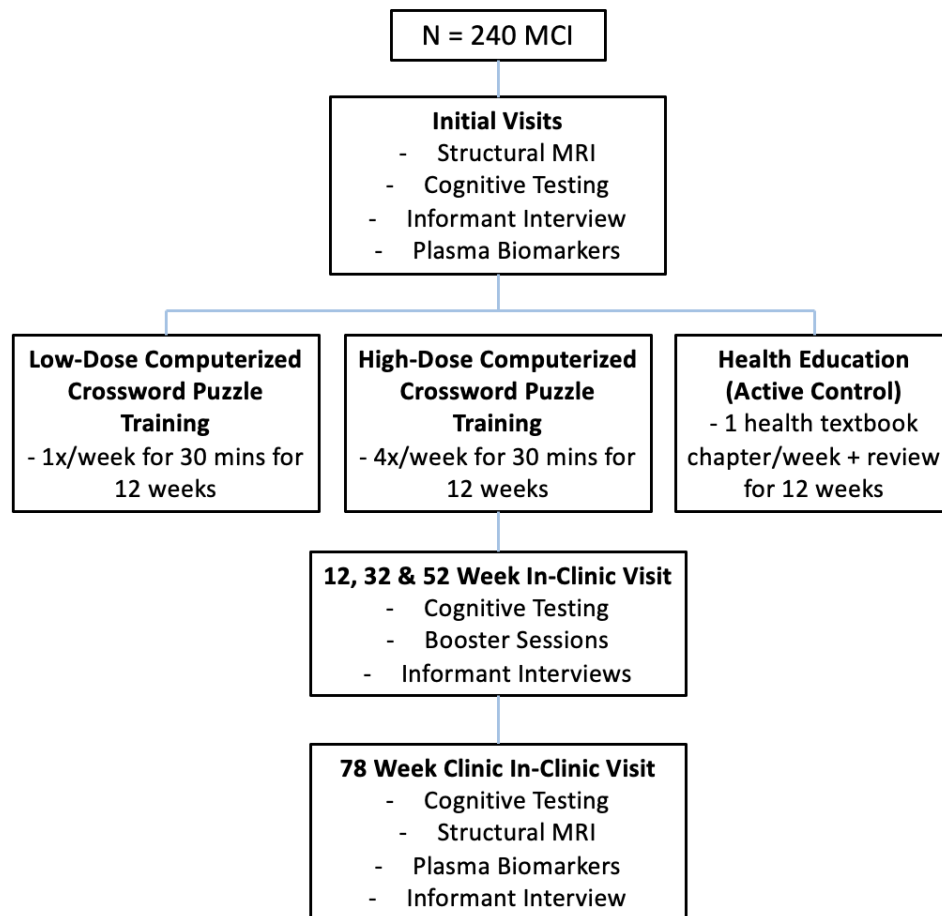 N = 240 MCI
Initial Visits
- Structural MRI
- Cognitive Testing
- Informant Interview
- Plasma Biomarkers
Low-Dose Computerized
Crossword Puzzle
Training
- 1x/week for 30 mins for
12 weeks
High-Dose Computerized
Crossword Puzzle
Training
- 4x/week for 30 mins for
12 weeks
Health Education
(Active Control)
- 1 health textbook
chapter/week + review
for 12 weeks
12, 32 & 52 Week In-Clinic Visit
- Cognitive Testing
- Booster Sessions
- Informant Interviews
78 Week Clinic In-Clinic Visit
- Cognitive Testing
- Structural MRI
- Plasma Biomarkers
- Informant Interview